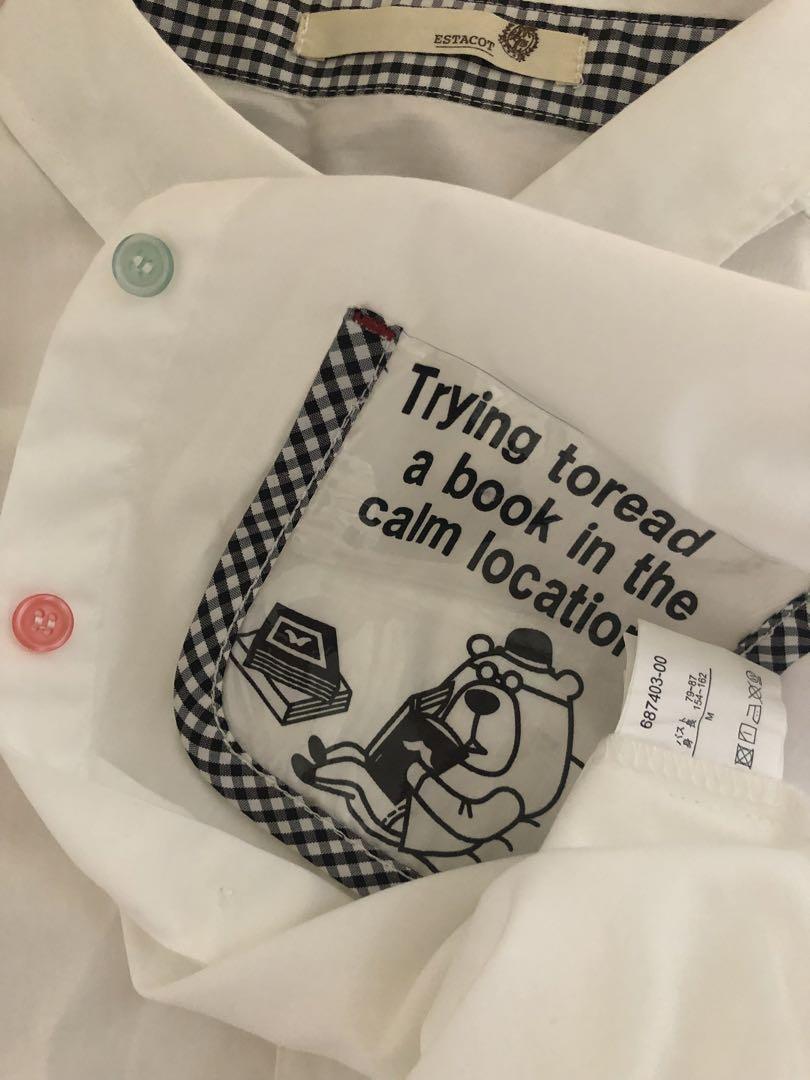 ESTACOT
Trying toread
a book in the
calm location
687403-00
バスト 79~87
身 長 154~162
M